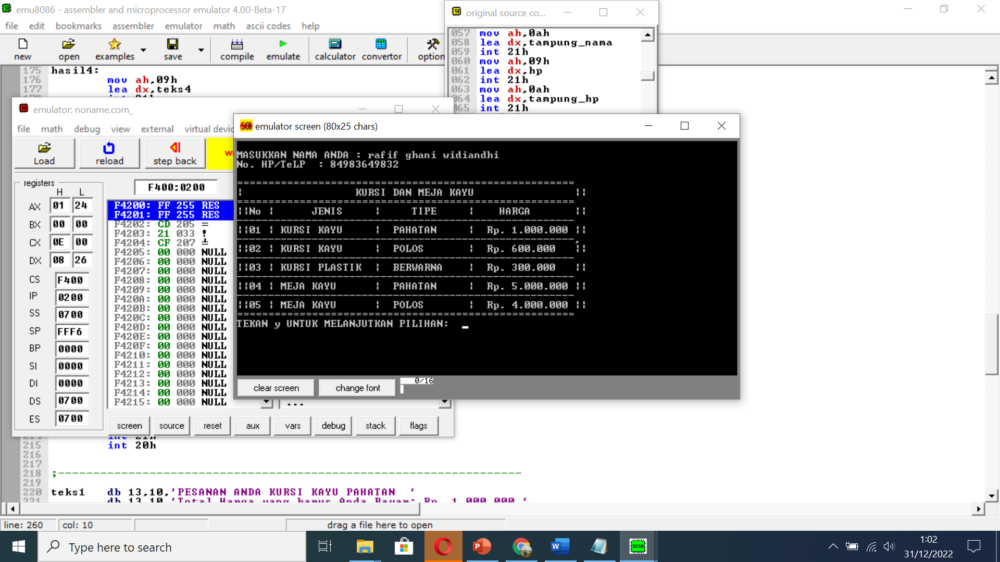 emu8086 - assembler and microprocessor emulator 4.00-Beta-17
file edit bookmarks assembler emulator math ascii codes help
new open examples save compile emulate calculator convertor option
175 hasil4:
176 mov ah,09h
177 lea dx,teks4
original source co...
057 mov ah,0ah
058 lea dx,tampung_nama
059 int 21h
060 mov ah,09h
061 lea dx,hp
062 int 21h
063 mov ah,0ah
064 lea dx,tampung_hp
065 int 21h
emulator: noname.com_
file math debug view external virtual devic
Load reload step back
registers
H L
AX 01 24
BX 00 00
CX 0E 00
DX 08 26
CS F400
IP 0200
SS 0700
SP FFF6
BP 0000
SI 0000
DI 0000
DS 0700
ES 0700
F400:0200
F4200: FF 255 RES
F4201: FF 255 RES
F4202: CD 205 =
F4203: 21 033 !
F4204: CF 207 ╧
F4205: 00 000 NULL
F4206: 00 000 NULL
F4207: 00 000 NULL
F4208: 00 000 NULL
F4209: 00 000 NULL
F420A: 00 000 NULL
F420B: 00 000 NULL
F420C: 00 000 NULL
F420D: 00 000 NULL
F420E: 00 000 NULL
F420F: 00 000 NULL
F4210: 00 000 NULL
F4211: 00 000 NULL
F4212: 00 000 NULL
F4213: 00 000 NULL
F4214: 00 000 NULL
F4215: 00 000 NULL
...
screen source reset aux vars debug stack flags
emulator screen (80x25 chars)
MASUKKAN NAMA ANDA : rafif ghani widiandhi
No. HP/TeLP : 84983649832
======================================================
¦ KURSI DAN MEJA KAYU ¦¦
======================================================
¦¦No ¦ JENIS ¦ TIPE ¦ HARGA ¦¦
------------------------------------------------------
¦¦01 ¦ KURSI KAYU ¦ PAHATAN ¦ Rp. 1.000.000 ¦¦
------------------------------------------------------,
¦¦02 ¦ KURSI KAYU ¦ POLOS ¦ Rp. 600.000 ¦¦
------------------------------------------------------
¦¦03 ¦ KURSI PLASTIK ¦ BERWARNA ¦ Rp. 300.000 ¦¦
------------------------------------------------------
¦¦04 ¦ MEJA KAYU ¦ PAHATAN ¦ Rp. 5.000.000 ¦¦
------------------------------------------------------
¦¦05 ¦ MEJA KAYU ¦ POLOS ¦ Rp. 4.000.000 ¦¦
======================================================
TEKAN y UNTUK MELANJUTKAN PILIHAN: _
clear screen change font 0/16
214 int 21h
215 int 20h
216
217
218 ;--------------------------------------------------------------------------
219
220 teks1 db 13,10,'PESANAN ANDA KURSI KAYU PAHATAN '
221 db 13,10,'Total Harga yang harus Anda Bayar: Rp. 1.000.000 '
line: 260 col: 10 drag a file here to open
Type here to search
1:02
31/12/2022